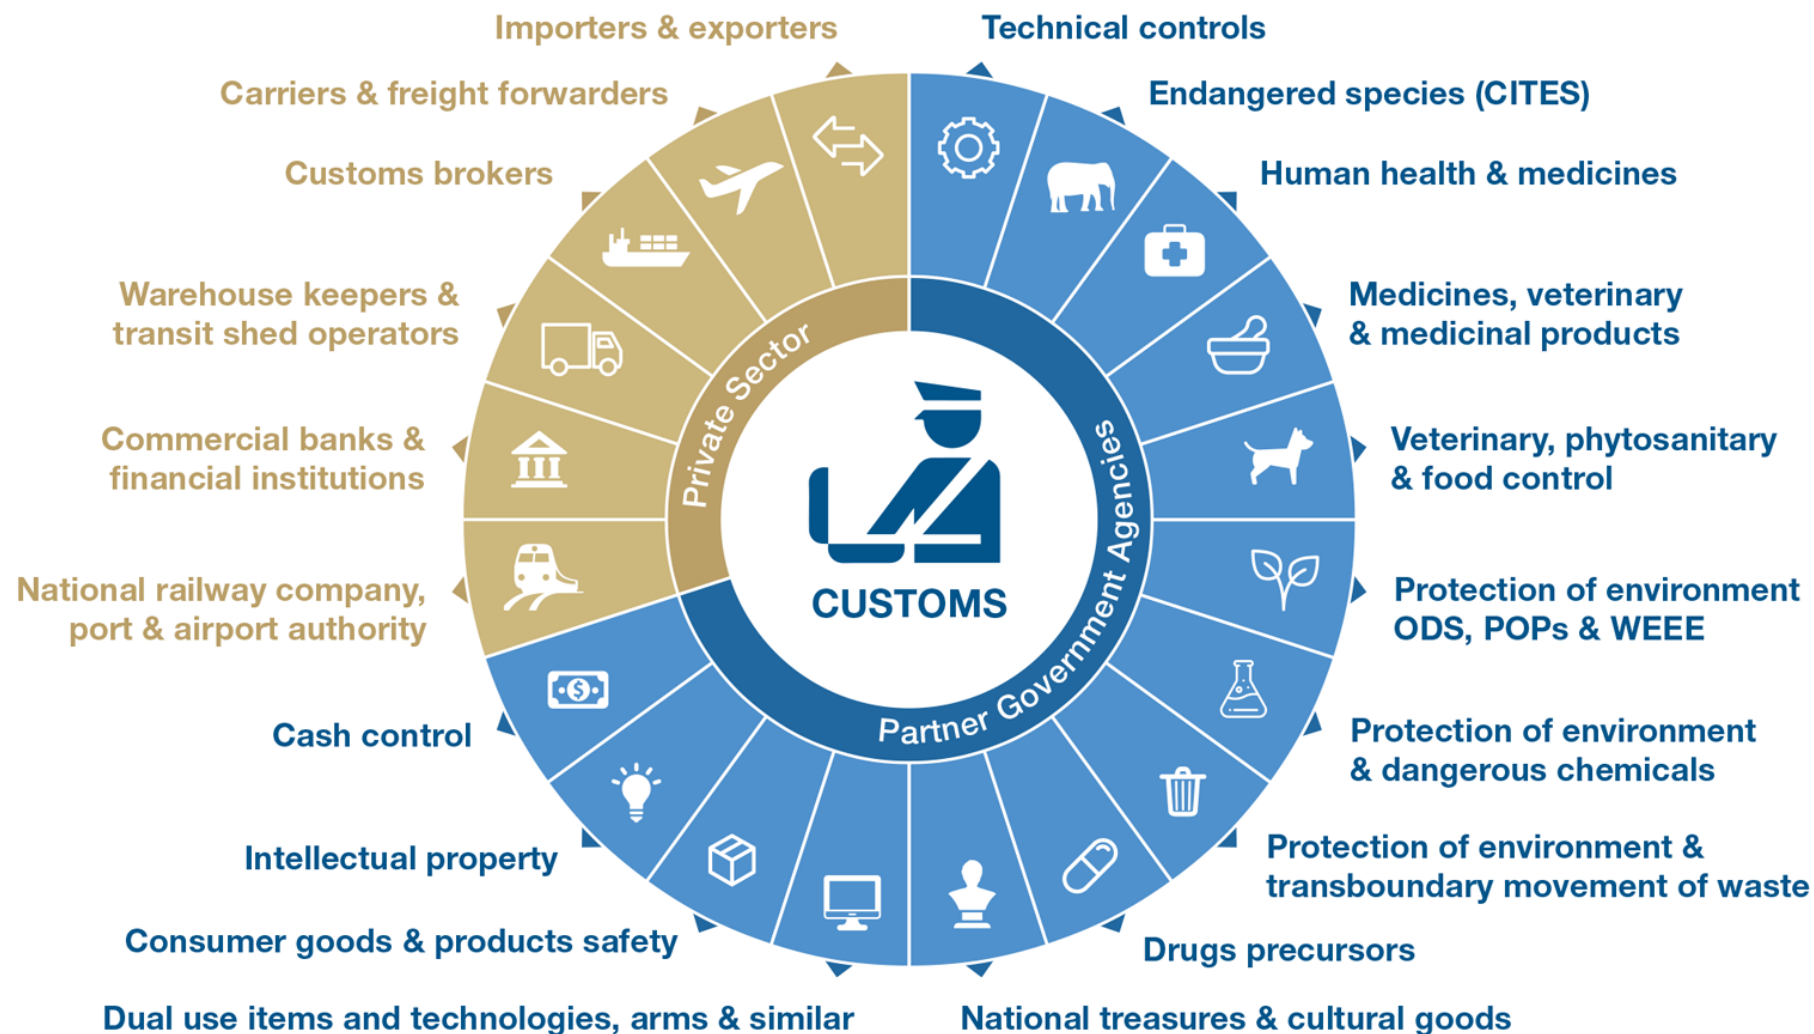 Importers & exporters
Technical controls
Carriers & freight forwarders
Endangered species (CITES)
Customs brokers
Human health & medicines
Warehouse keepers &
transit shed operators
Medicines, veterinary
& medicinal products
Commercial banks &
financial institutions
Veterinary, phytosanitary
& food control
National railway company,
port & airport authority
Protection of environment
ODS, POPs & WEEE
Cash control
Protection of environment
& dangerous chemicals
Intellectual property
Protection of environment &
transboundary movement of waste
Consumer goods & products safety
Drugs precursors
Dual use items and technologies, arms & similar
National treasures & cultural goods
Private Sector
Partner Government Agencies
CUSTOMS
$